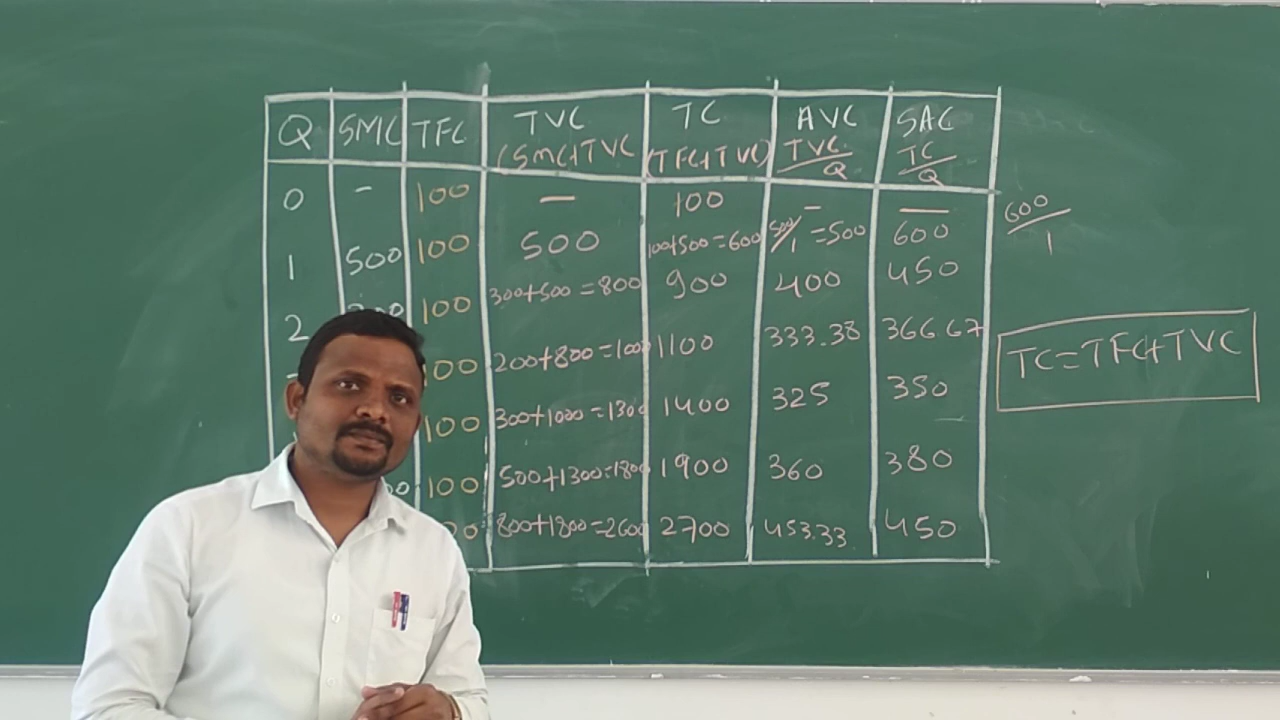 Q SMC TFC TVC TC AVC SAC
(SMC+TVC (TFC+TVC) TVC/Q TC/Q
0 - 100 — 100 - —
1 500 100 500 100+500=600 500/1=500 600
600/1
2 100 300+500=800 900 400 450
100 200+800=1000 1100 333.33 366.67
TC=TFC+TVC
100 300+1000=1300 1400 325 350
100 500+1300=1800 1900 360 380
800+1800=2600 2700 453.33 450